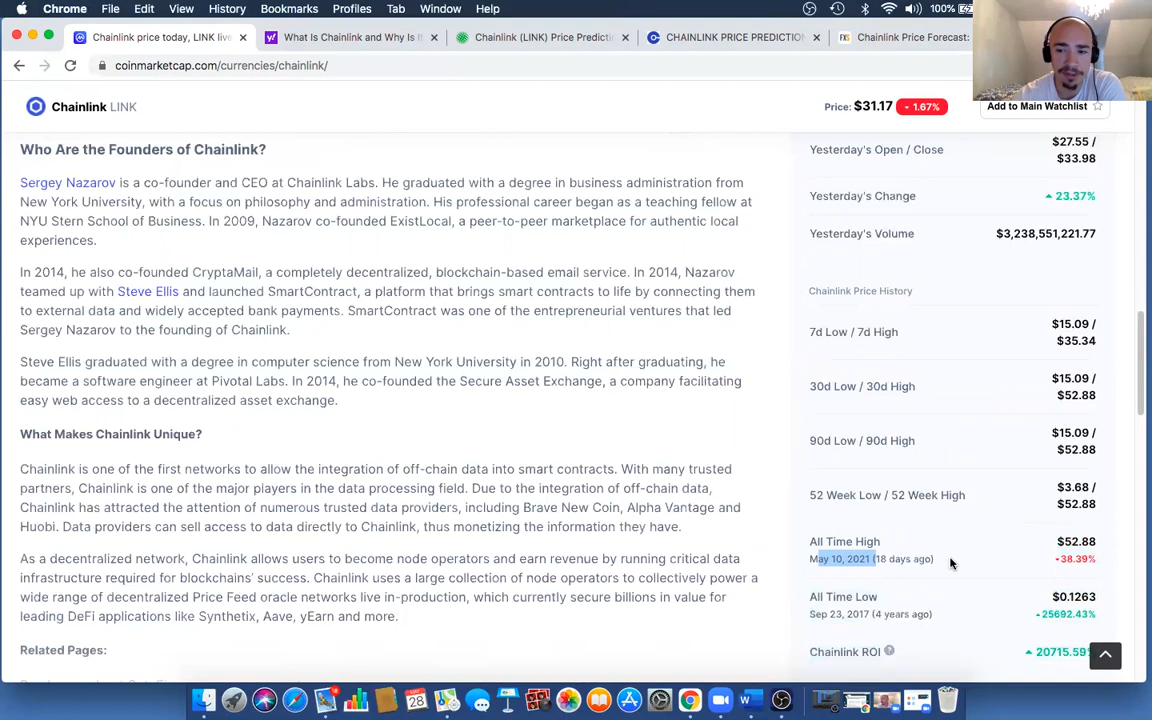 Chrome File Edit View History Bookmarks Profiles Tab Window Help 100%
Chainlink price today, LINK live What Is Chainlink and Why Is It Chainlink (LINK) Price Predictio CHAINLINK PRICE PREDICTION Chainlink Price Forecast:
coinmarketcap.com/currencies/chainlink/
Chainlink LINK Price: $31.17 1.67% Add to Main Watchlist
Who Are the Founders of Chainlink?
Sergey Nazarov is a co-founder and CEO at Chainlink Labs. He graduated with a degree in business administration from
New York University, with a focus on philosophy and administration. His professional career began as a teaching fellow at
NYU Stern School of Business. In 2009, Nazarov co-founded ExistLocal, a peer-to-peer marketplace for authentic local
experiences.
In 2014, he also co-founded CryptaMail, a completely decentralized, blockchain-based email service. In 2014, Nazarov
teamed up with Steve Ellis and launched SmartContract, a platform that brings smart contracts to life by connecting them
to external data and widely accepted bank payments. SmartContract was one of the entrepreneurial ventures that led
Sergey Nazarov to the founding of Chainlink.
Steve Ellis graduated with a degree in computer science from New York University in 2010. Right after graduating, he
became a software engineer at Pivotal Labs. In 2014, he co-founded the Secure Asset Exchange, a company facilitating
easy web access to a decentralized asset exchange.
What Makes Chainlink Unique?
Chainlink is one of the first networks to allow the integration of off-chain data into smart contracts. With many trusted
partners, Chainlink is one of the major players in the data processing field. Due to the integration of off-chain data,
Chainlink has attracted the attention of numerous trusted data providers, including Brave New Coin, Alpha Vantage and
Huobi. Data providers can sell access to data directly to Chainlink, thus monetizing the information they have.
As a decentralized network, Chainlink allows users to become node operators and earn revenue by running critical data
infrastructure required for blockchains' success. Chainlink uses a large collection of node operators to collectively power a
wide range of decentralized Price Feed oracle networks live in-production, which currently secure billions in value for
leading DeFi applications like Synthetix, Aave, yEarn and more.
Related Pages:
Yesterday's Open / Close $27.55 /
$33.98
Yesterday's Change 23.37%
Yesterday's Volume $3,238,551,221.77
Chainlink Price History
7d Low / 7d High $15.09 /
$35.34
30d Low / 30d High $15.09 /
$52.88
90d Low / 90d High $15.09 /
$52.88
52 Week Low / 52 Week High $3.68 /
$52.88
All Time High $52.88
May 10, 2021 (18 days ago) -38.39%
All Time Low $0.1263
Sep 23, 2017 (4 years ago) 25692.43%
Chainlink ROI 20715.59%
28